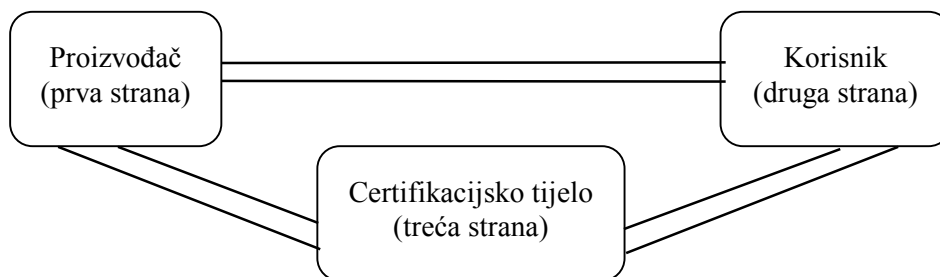 Proizvođač
(prva strana)
Korisnik
(druga strana)
Certifikacijsko tijelo
(treća strana)